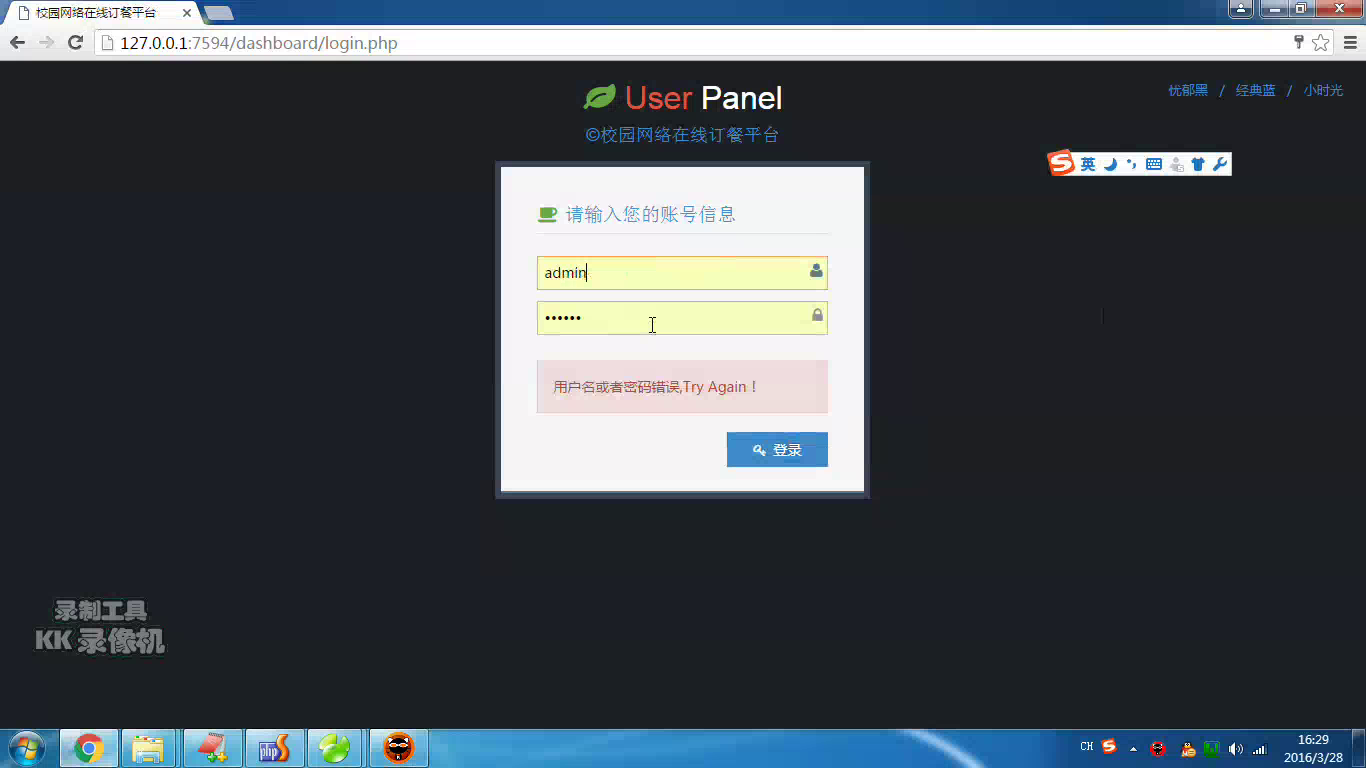 校园网络在线订餐平台
127.0.0.1:7594/dashboard/login.php
User Panel
©校园网络在线订餐平台
忧郁黑 / 经典蓝 / 小时光
英
请输入您的账号信息
admin
••••••
用户名或者密码错误,Try Again！
登录
录制工具
KK 录像机
php
CH
16:29
2016/3/28